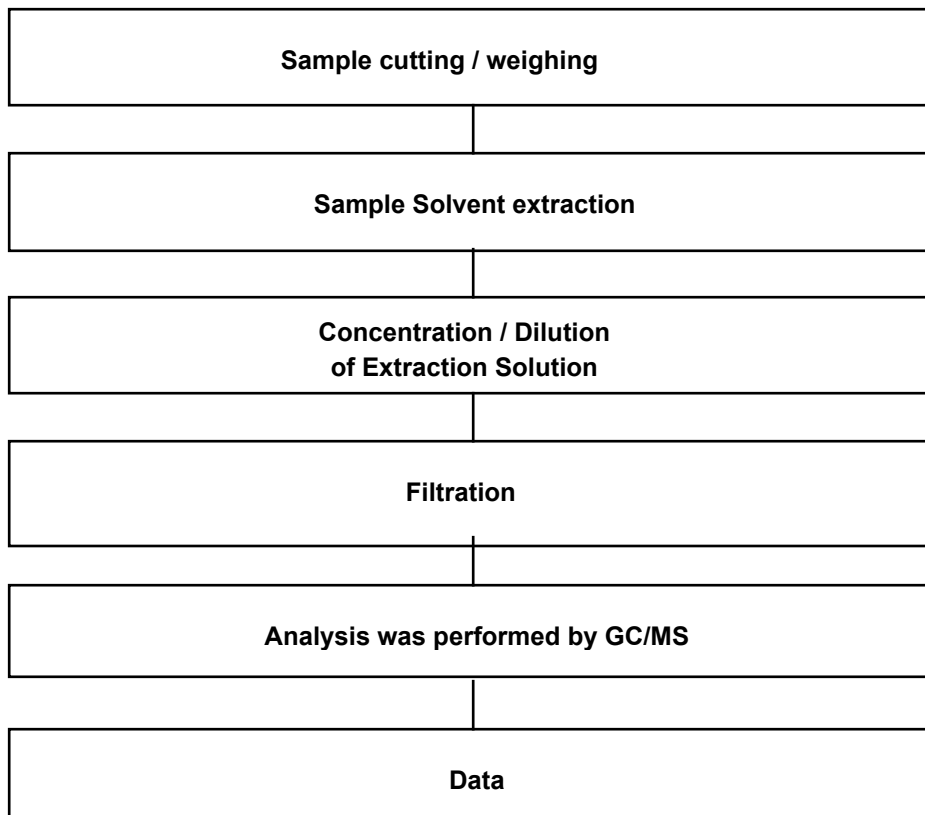 Sample cutting / weighing
Sample Solvent extraction
Concentration / Dilution
of Extraction Solution
Filtration
Analysis was performed by GC/MS
Data